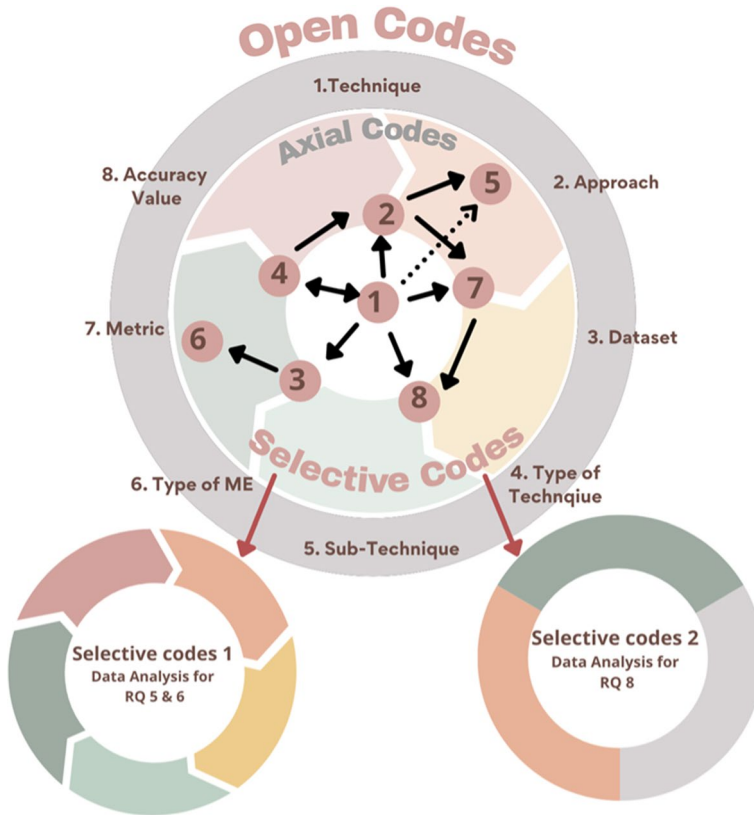 Open Codes
1.Technique
Axial Codes
8. Accuracy
Value
2. Approach
5
2
4
7
1
7. Metric
6
3. Dataset
3
8
Selective Codes
6. Type of ME
4. Type of
Technqiue
5. Sub-Technique
Selective codes 1
Data Analysis for
RQ 5 & 6
Selective codes 2
Data Analysis for
RQ 8